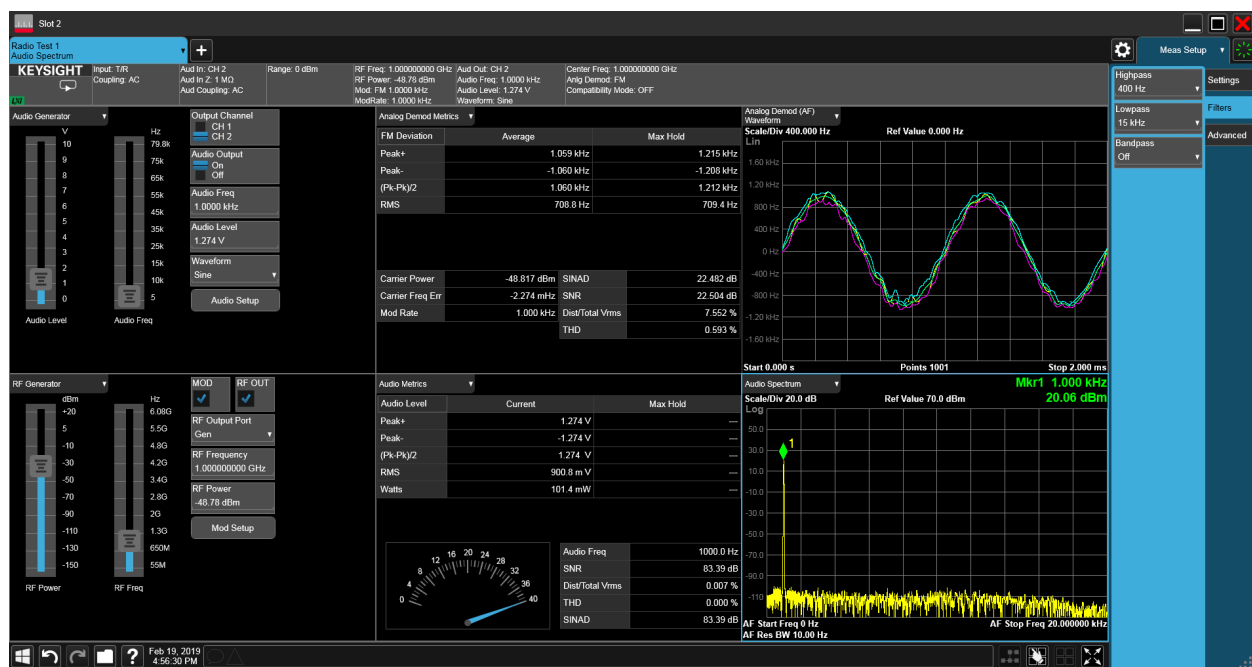 Slot 2
Radio Test 1
Audio Spectrum
+
Meas Setup
KEYSIGHT
LXI
Input: T/R
Coupling: AC
Aud In: CH 2
Aud In Z: 1 MΩ
Aud Coupling: AC
Range: 0 dBm
RF Freq: 1.000000000 GHz
RF Power: -48.78 dBm
Mod: FM 1.0000 kHz
ModRate: 1.0000 kHz
Aud Out: CH 2
Audio Freq: 1.0000 kHz
Audio Level: 1.274 V
Waveform: Sine
Center Freq: 1.000000000 GHz
Anlg Demod: FM
Compatibility Mode: OFF
Highpass
400 Hz
Lowpass
15 kHz
Bandpass
Off
Settings
Filters
Advanced
Audio Generator
V
10
9
8
7
6
5
4
3
2
1
0
Audio Level
Hz
79.8k
75k
65k
55k
45k
35k
25k
15k
10k
5
Audio Freq
Output Channel
CH 1
CH 2
Audio Output
On
Off
Audio Freq
1.0000 kHz
Audio Level
1.274 V
Waveform
Sine
Audio Setup
Analog Demod Metrics
FM Deviation Average Max Hold
Peak+ 1.059 kHz 1.215 kHz
Peak- -1.060 kHz -1.208 kHz
(Pk-Pk)/2 1.060 kHz 1.212 kHz
RMS 708.8 Hz 709.4 Hz
Carrier Power -48.817 dBm SINAD 22.482 dB
Carrier Freq Err -2.274 mHz SNR 22.504 dB
Mod Rate 1.000 kHz Dist/Total Vrms 7.552 %
THD 0.593 %
Analog Demod (AF)
Waveform
Scale/Div 400.000 Hz Ref Value 0.000 Hz
Lin
1.60 kHz
1.20 kHz
800 Hz
400 Hz
0 Hz
-400 Hz
-800 Hz
-1.20 kHz
-1.60 kHz
Start 0.000 s Points 1001 Stop 2.000 ms
RF Generator
dBm
+20
5
-10
-30
-50
-70
-90
-110
-130
-150
RF Power
Hz
6.08G
5.5G
4.8G
4.2G
3.4G
2.8G
2G
1.3G
650M
55M
RF Freq
MOD
RF OUT
RF Output Port
Gen
RF Frequency
1.000000000 GHz
RF Power
-48.78 dBm
Mod Setup
Audio Metrics
Audio Level Current Max Hold
Peak+ 1.274 V ---
Peak- -1.274 V ---
(Pk-Pk)/2 1.274 V ---
RMS 900.8 m V ---
Watts 101.4 mW ---
0 4 8 12 16 20 24 28 32 36 40
Audio Freq 1000.0 Hz
SNR 83.39 dB
Dist/Total Vrms 0.007 %
THD 0.000 %
SINAD 83.39 dB
Audio Spectrum
Mkr1 1.000 kHz
20.06 dBm
Scale/Div 20.0 dB Ref Value 70.0 dBm
Log
50.0
30.0
10.0
-10.0
-30.0
-50.0
-70.0
-90.0
-110
1
AF Start Freq 0 Hz AF Stop Freq 20.000000 kHz
AF Res BW 10.00 Hz
?
Feb 19, 2019
4:56:30 PM